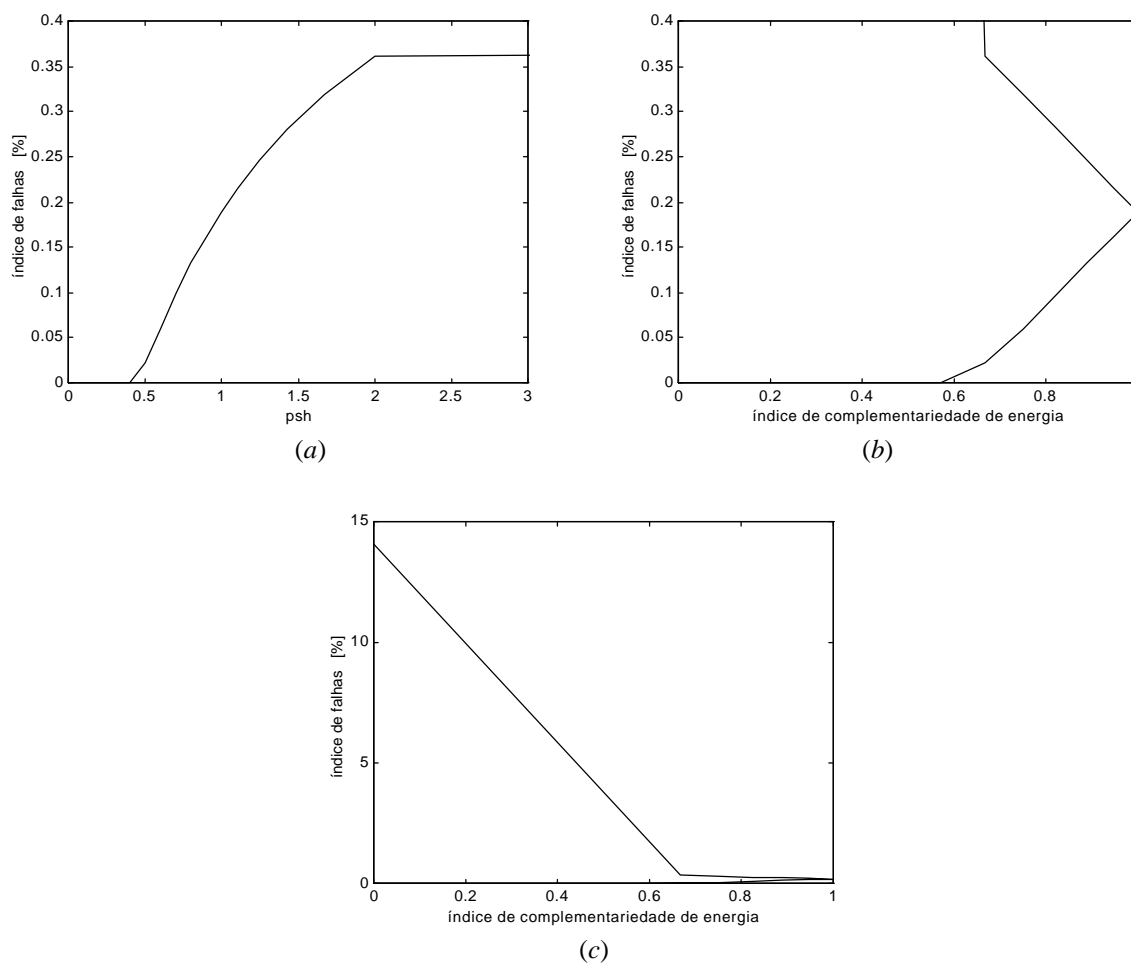 0.4
0.35
0.3
0.25
0.2
0.15
0.1
0.05
0
índice de falhas [%]
0 0.5 1 1.5 2 2.5 3
psh
(a)
0.4
0.35
0.3
0.25
0.2
0.15
0.1
0.05
0
índice de falhas [%]
0 0.2 0.4 0.6 0.8
índice de complementariedade de energia
(b)
15
10
5
0
índice de falhas [%]
0 0.2 0.4 0.6 0.8 1
índice de complementariedade de energia
(c)